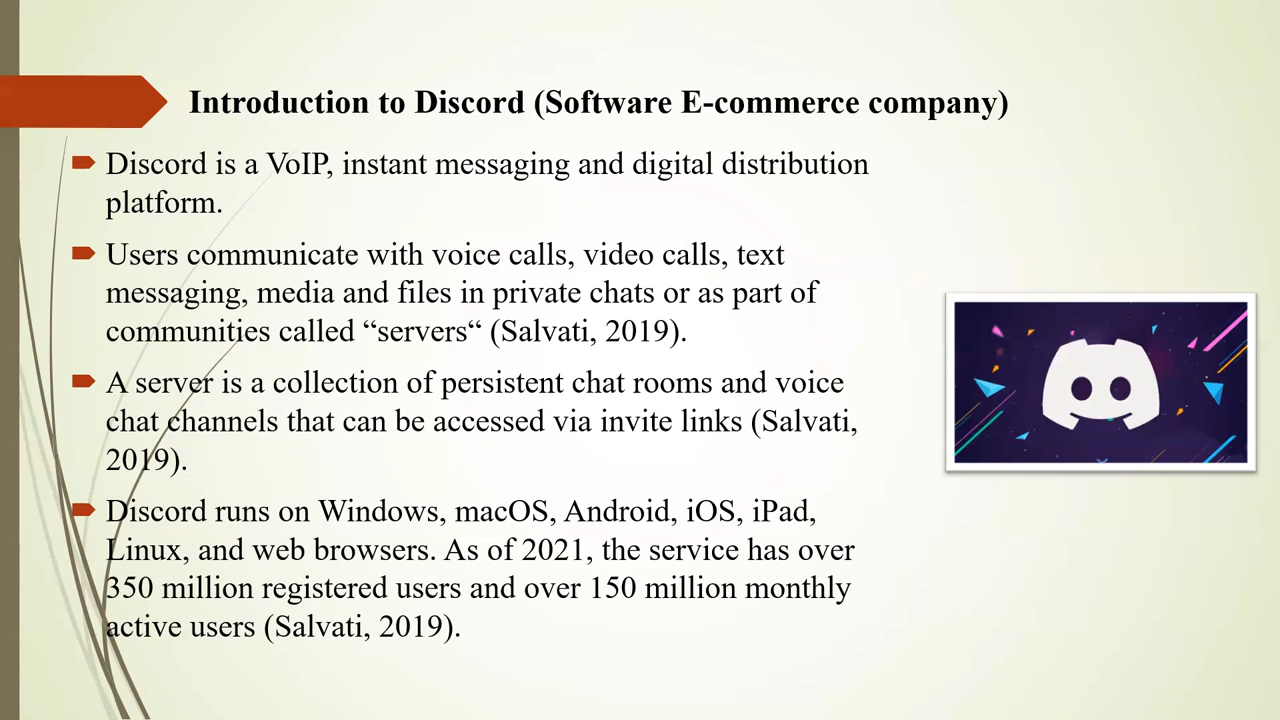 Introduction to Discord (Software E-commerce company)
Discord is a VoIP, instant messaging and digital distribution
platform.
Users communicate with voice calls, video calls, text
messaging, media and files in private chats or as part of
communities called “servers“ (Salvati, 2019).
A server is a collection of persistent chat rooms and voice
chat channels that can be accessed via invite links (Salvati,
2019).
Discord runs on Windows, macOS, Android, iOS, iPad,
Linux, and web browsers. As of 2021, the service has over
350 million registered users and over 150 million monthly
active users (Salvati, 2019).